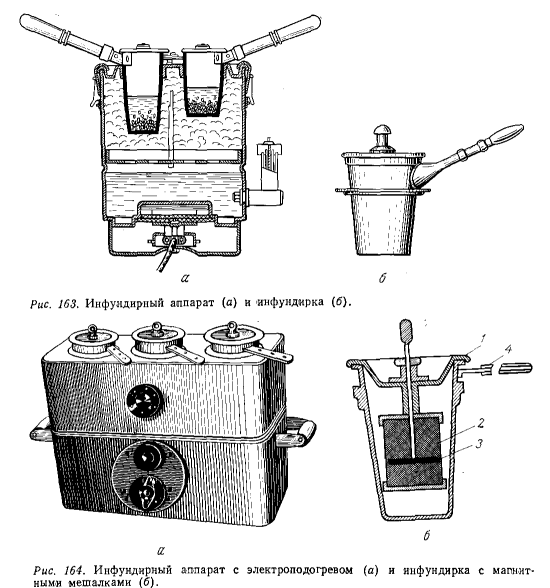 а
б
Рис. 163. Инфундирный аппарат (а) и инфундирка (б).
1
4
2
3
а
б
Рис. 164. Инфундирный аппарат с электроподогревом (а) и инфундирка с магнит-
ными мешалками (б).